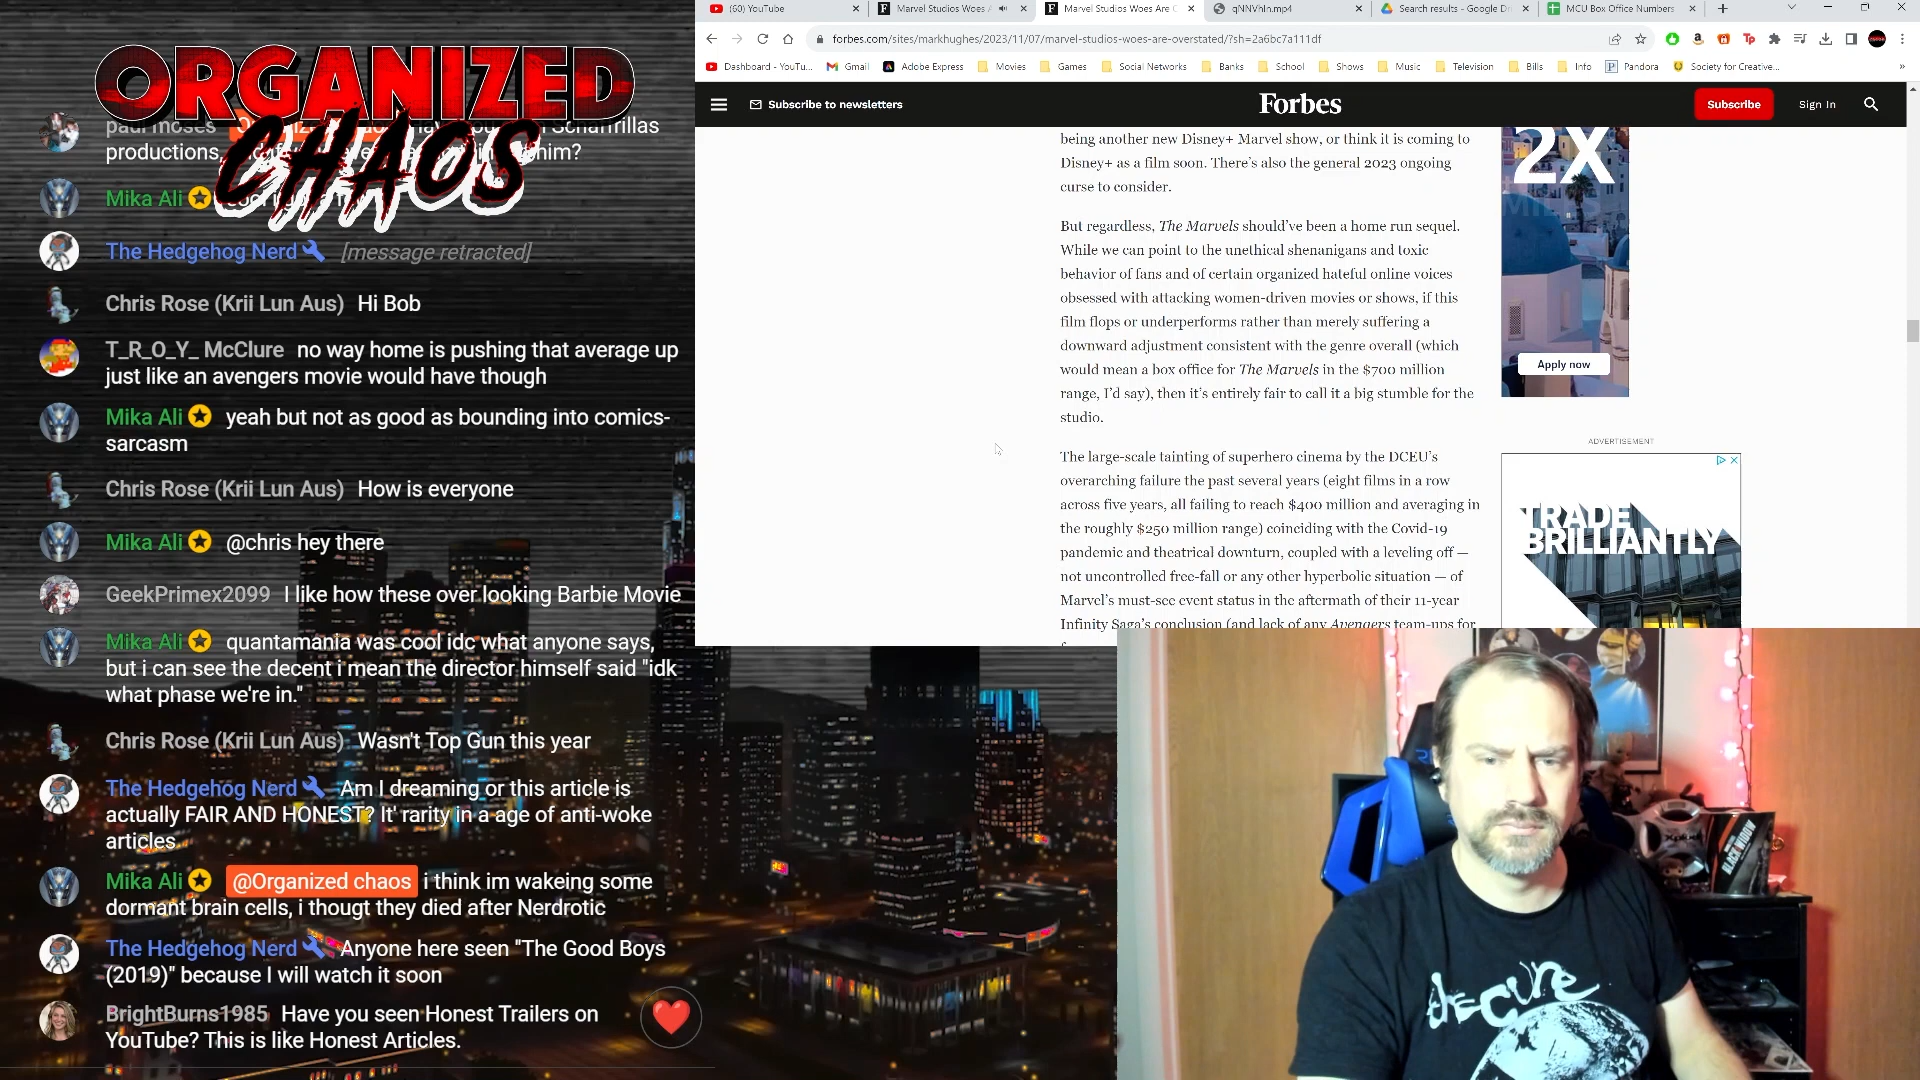 (60) YouTube
Marvel Studios Woes A
Marvel Studios Woes Are O
qNNVhIn.mp4
Search results - Google Dr
MCU Box Office Numbers
forbes.com/sites/markhughes/2023/11/07/marvel-studios-woes-are-overstated/?sh=2a6bc7a111df
Dashboard - YouTu...
Gmail
Adobe Express
Movies
Games
Social Networks
Banks
School
Shows
Music
Television
Bills
Info
Pandora
Society for Creative...
Subscribe to newsletters
Forbes
Subscribe
Sign In
ORGANIZED
CHAOS
paul moses
Scharrillas
productions,
him?
Mika Ali
The Hedgehog Nerd [message retracted]
Chris Rose (Krii Lun Aus) Hi Bob
T_R_O_Y_ McClure no way home is pushing that average up
just like an avengers movie would have though
Mika Ali yeah but not as good as bounding into comics-
sarcasm
Chris Rose (Krii Lun Aus) How is everyone
Mika Ali @chris hey there
GeekPrimex2099 I like how these over looking Barbie Movie
Mika Ali quantamania was cool idc what anyone says,
but i can see the decent i mean the director himself said "idk
what phase we're in."
Chris Rose (Krii Lun Aus) Wasn't Top Gun this year
The Hedgehog Nerd Am I dreaming or this article is
actually FAIR AND HONEST? It' rarity in a age of anti-woke
articles
Mika Ali @Organized chaos i think im wakeing some
dormant brain cells, i thougt they died after Nerdrotic
The Hedgehog Nerd Anyone here seen "The Good Boys
(2019)" because I will watch it soon
BrightBurns1985 Have you seen Honest Trailers on
YouTube? This is like Honest Articles.
being another new Disney+ Marvel show, or think it is coming to
Disney+ as a film soon. There's also the general 2023 ongoing
curse to consider.
But regardless, The Marvels should've been a home run sequel.
While we can point to the unethical shenanigans and toxic
behavior of fans and of certain organized hateful online voices
obsessed with attacking women-driven movies or shows, if this
film flops or underperforms rather than merely suffering a
downward adjustment consistent with the genre overall (which
would mean a box office for The Marvels in the $700 million
range, I'd say), then it's entirely fair to call it a big stumble for the
studio.
The large-scale tainting of superhero cinema by the DCEU's
overarching failure the past several years (eight films in a row
across five years, all failing to reach $400 million and averaging in
the roughly $250 million range) coinciding with the Covid-19
pandemic and theatrical downturn, coupled with a leveling off —
not uncontrolled free-fall or any other hyperbolic situation — of
Marvel's must-see event status in the aftermath of their 11-year
Infinity Saga's conclusion (and lack of any Avengers team-ups for
2X
MILES
Apply now
ADVERTISEMENT
TRADE
BRILLIANTLY
BLACK WIDOW